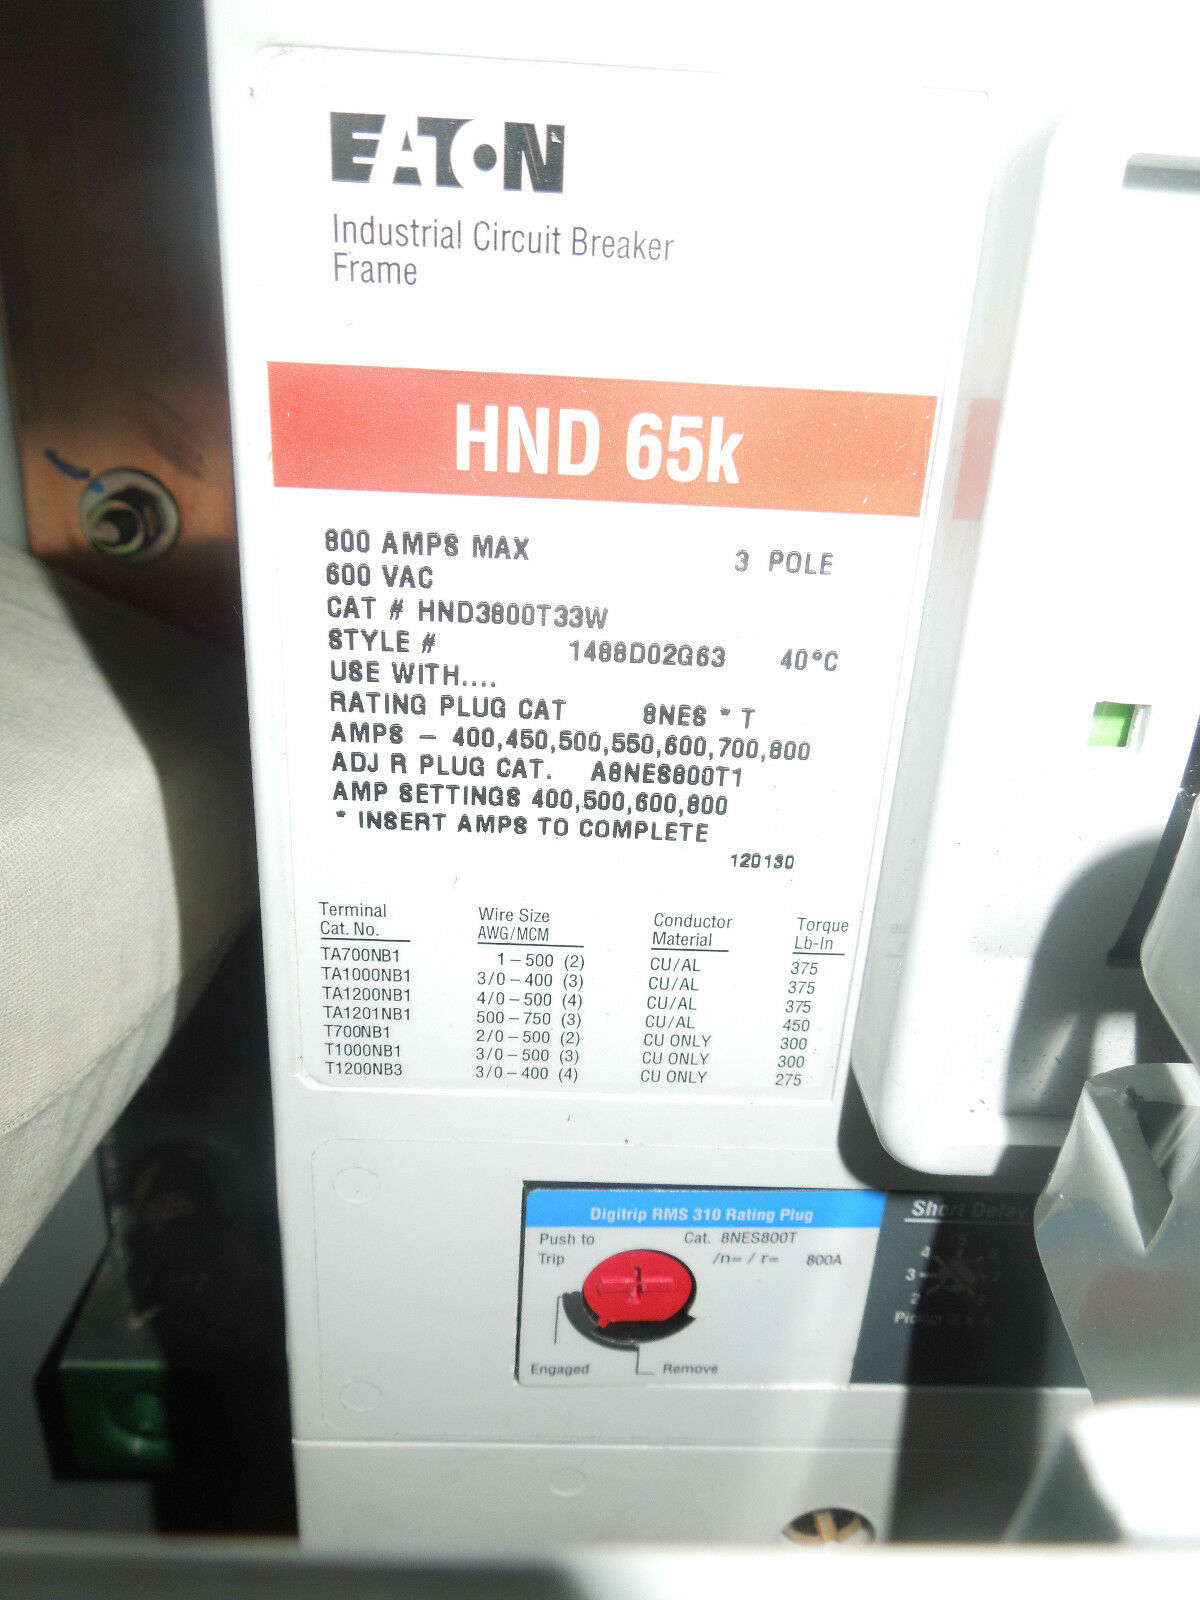 EATON
Industrial Circuit Breaker
Frame
HND 65k
800 AMPS MAX 3 POLE
600 VAC
CAT # HND3800T33W
STYLE # 1488D02G63 40°C
USE WITH....
RATING PLUG CAT 8NES * T
AMPS - 400,450,500,550,600,700,800
ADJ R PLUG CAT. A8NES800T1
AMP SETTINGS 400,500,600,800
* INSERT AMPS TO COMPLETE
120130
Terminal Cat. No. Wire Size AWG/MCM Conductor Material Torque Lb-In
TA700NB1 1-500 (2) CU/AL 375
TA1000NB1 3/0-400 (3) CU/AL 375
TA1200NB1 4/0-500 (4) CU/AL 375
TA1201NB1 500-750 (3) CU/AL 450
T700NB1 2/0-500 (2) CU ONLY 300
T1000NB1 3/0-500 (3) CU ONLY 300
T1200NB3 3/0-400 (4) CU ONLY 275
Digitrip RMS 310 Rating Plug
Push to Trip
Cat. 8NES800T
/n= / r= 800A
Engaged Remove
Short Delay
5
4 6
3 7
2 8